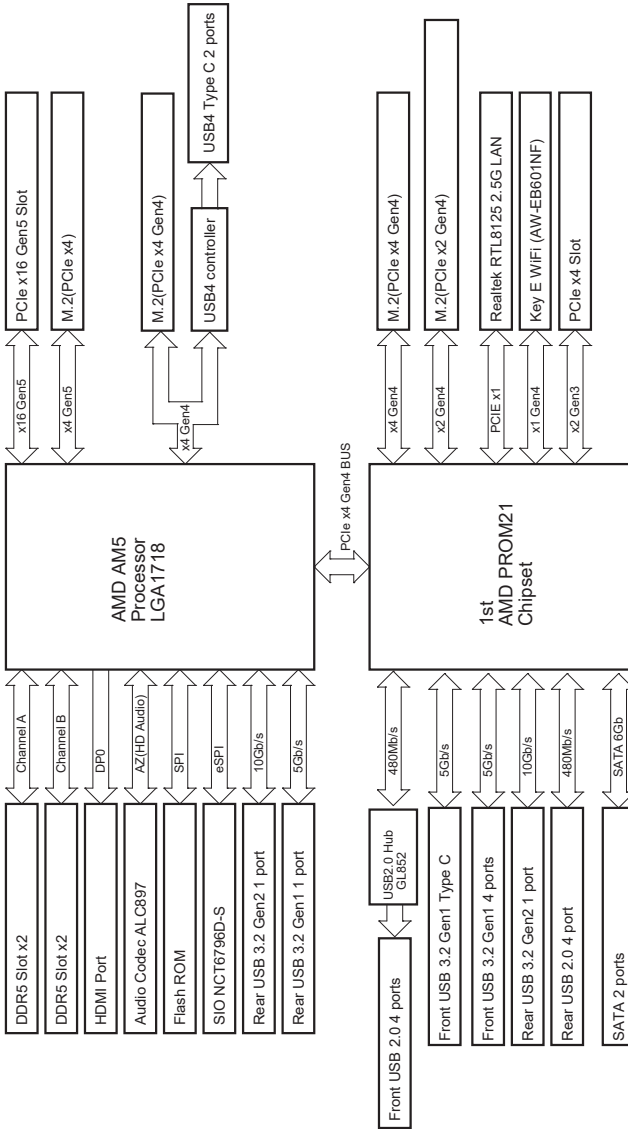 DDR5 Slot x2
Channel A
DDR5 Slot x2
Channel B
HDMI Port
DP0
Audio Codec ALC897
AZ(HD Audio)
Flash ROM
SPI
SIO NCT6796D-S
eSPI
Rear USB 3.2 Gen2 1 port
10Gb/s
Rear USB 3.2 Gen1 1 port
5Gb/s
AMD AM5
Processor
LGA1718
x16 Gen5
PCIe x16 Gen5 Slot
x4 Gen5
M.2(PCIe x4)
x4 Gen4
M.2(PCIe x4 Gen4)
USB4 controller
USB4 Type C 2 ports
PCIe x4 Gen4 BUS
Front USB 2.0 4 ports
USB2.0 Hub
GL852
480Mb/s
Front USB 3.2 Gen1 Type C
5Gb/s
Front USB 3.2 Gen1 4 ports
5Gb/s
Rear USB 3.2 Gen2 1 port
10Gb/s
Rear USB 2.0 4 port
480Mb/s
SATA 2 ports
SATA 6Gb
1st
AMD PROM21
Chipset
x4 Gen4
M.2(PCIe x4 Gen4)
x2 Gen4
M.2(PCIe x2 Gen4)
PCIE x1
Realtek RTL8125 2.5G LAN
x1 Gen4
Key E WiFi (AW-EB601NF)
x2 Gen3
PCIe x4 Slot